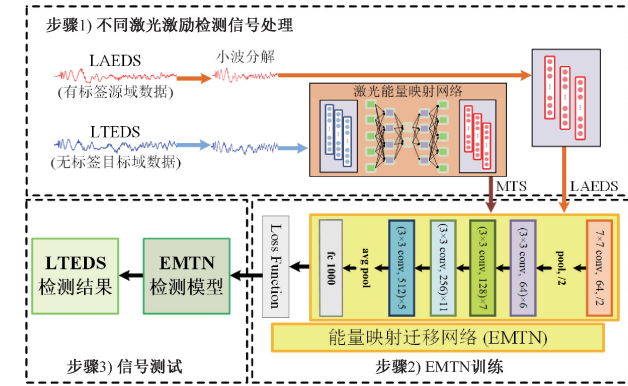 步骤1) 不同激光激励检测信号处理
LAEDS
(有标签源域数据)
小波分解
激光能量映射网络
LTEDS
(无标签目标域数据)
MTS
LAEDS
7×7 conv, 64, /2
pool, /2
(3×3 conv, 64)×6
(3×3 conv, 128)×7
(3×3 conv, 256)×11
(3×3 conv, 512)×5
avg pool
fc 1000
Loss Function
能量映射迁移网络 (EMTN)
步骤2) EMTN训练
EMTN
检测模型
LTEDS
检测结果
步骤3) 信号测试